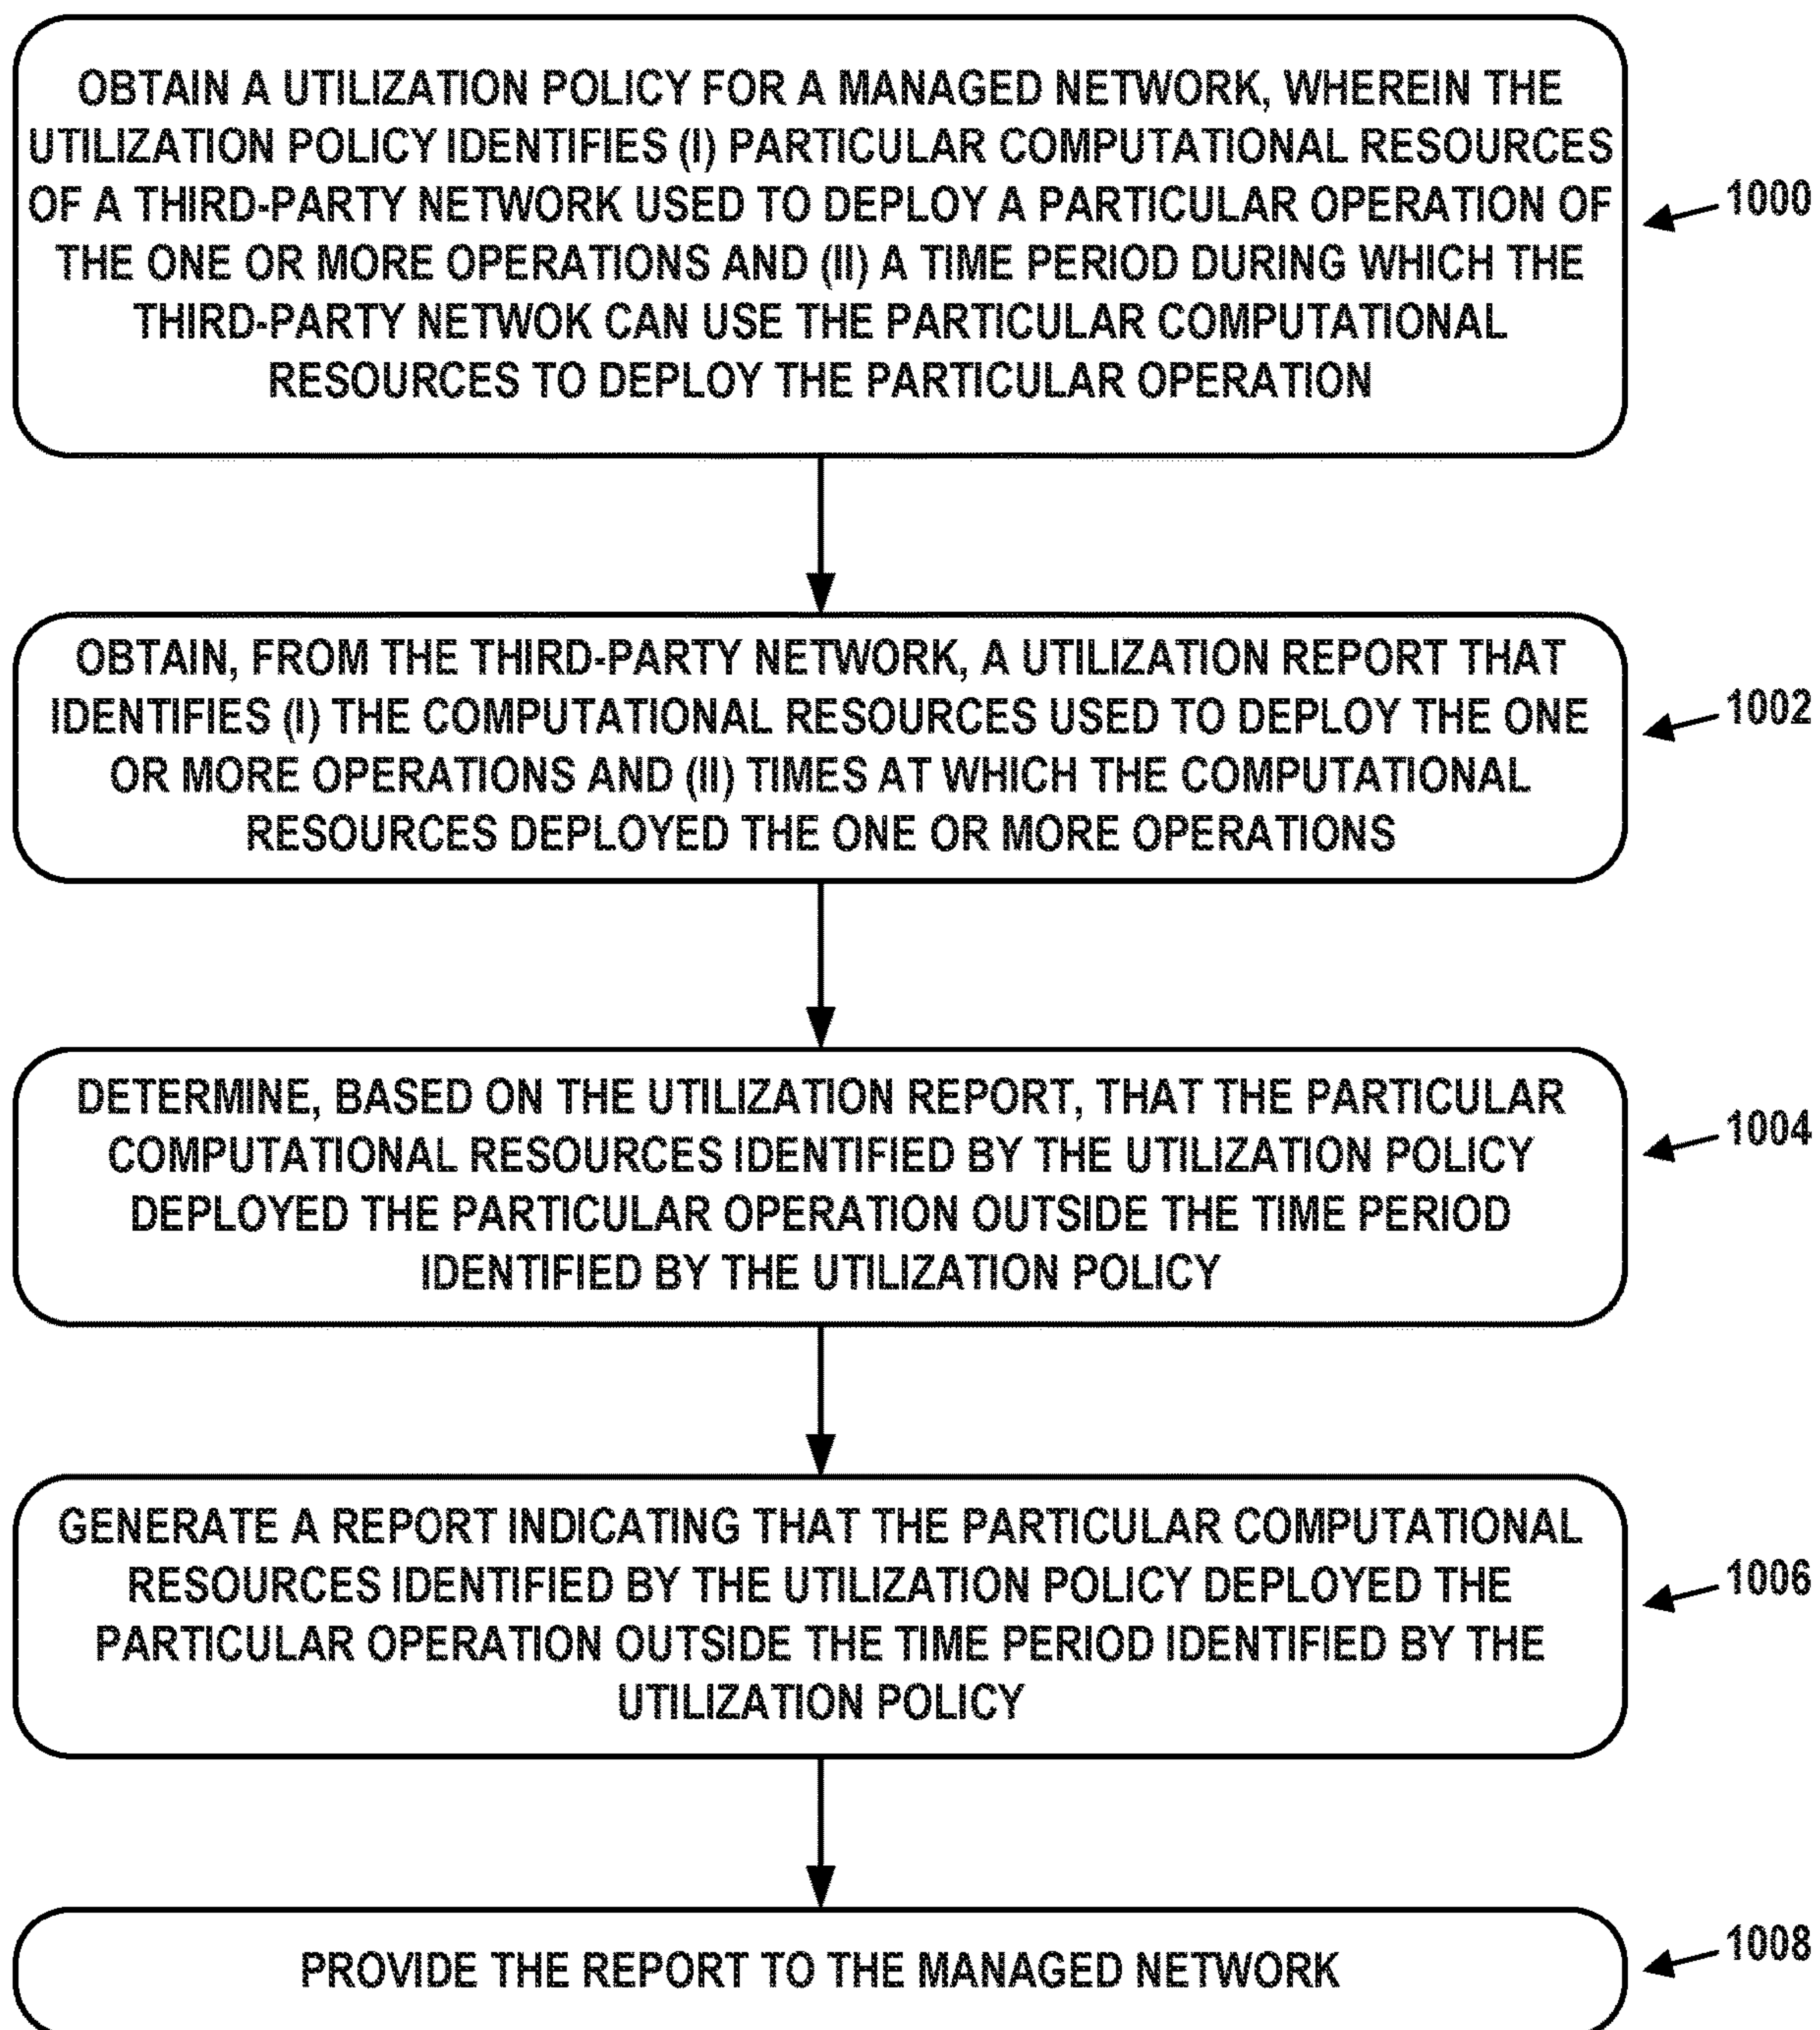 OBTAIN A UTILIZATION POLICY FOR A MANAGED NETWORK, WHEREIN THE
UTILIZATION POLICY IDENTIFIES (I) PARTICULAR COMPUTATIONAL RESOURCES
OF A THIRD-PARTY NETWORK USED TO DEPLOY A PARTICULAR OPERATION OF
THE ONE OR MORE OPERATIONS AND (II) A TIME PERIOD DURING WHICH THE
THIRD-PARTY NETWOK CAN USE THE PARTICULAR COMPUTATIONAL
RESOURCES TO DEPLOY THE PARTICULAR OPERATION
1000
OBTAIN, FROM THE THIRD-PARTY NETWORK, A UTILIZATION REPORT THAT
IDENTIFIES (I) THE COMPUTATIONAL RESOURCES USED TO DEPLOY THE ONE
OR MORE OPERATIONS AND (II) TIMES AT WHICH THE COMPUTATIONAL
RESOURCES DEPLOYED THE ONE OR MORE OPERATIONS
1002
DETERMINE, BASED ON THE UTILIZATION REPORT, THAT THE PARTICULAR
COMPUTATIONAL RESOURCES IDENTIFIED BY THE UTILIZATION POLICY
DEPLOYED THE PARTICULAR OPERATION OUTSIDE THE TIME PERIOD
IDENTIFIED BY THE UTILIZATION POLICY
1004
GENERATE A REPORT INDICATING THAT THE PARTICULAR COMPUTATIONAL
RESOURCES IDENTIFIED BY THE UTILIZATION POLICY DEPLOYED THE
PARTICULAR OPERATION OUTSIDE THE TIME PERIOD IDENTIFIED BY THE
UTILIZATION POLICY
1006
PROVIDE THE REPORT TO THE MANAGED NETWORK
1008